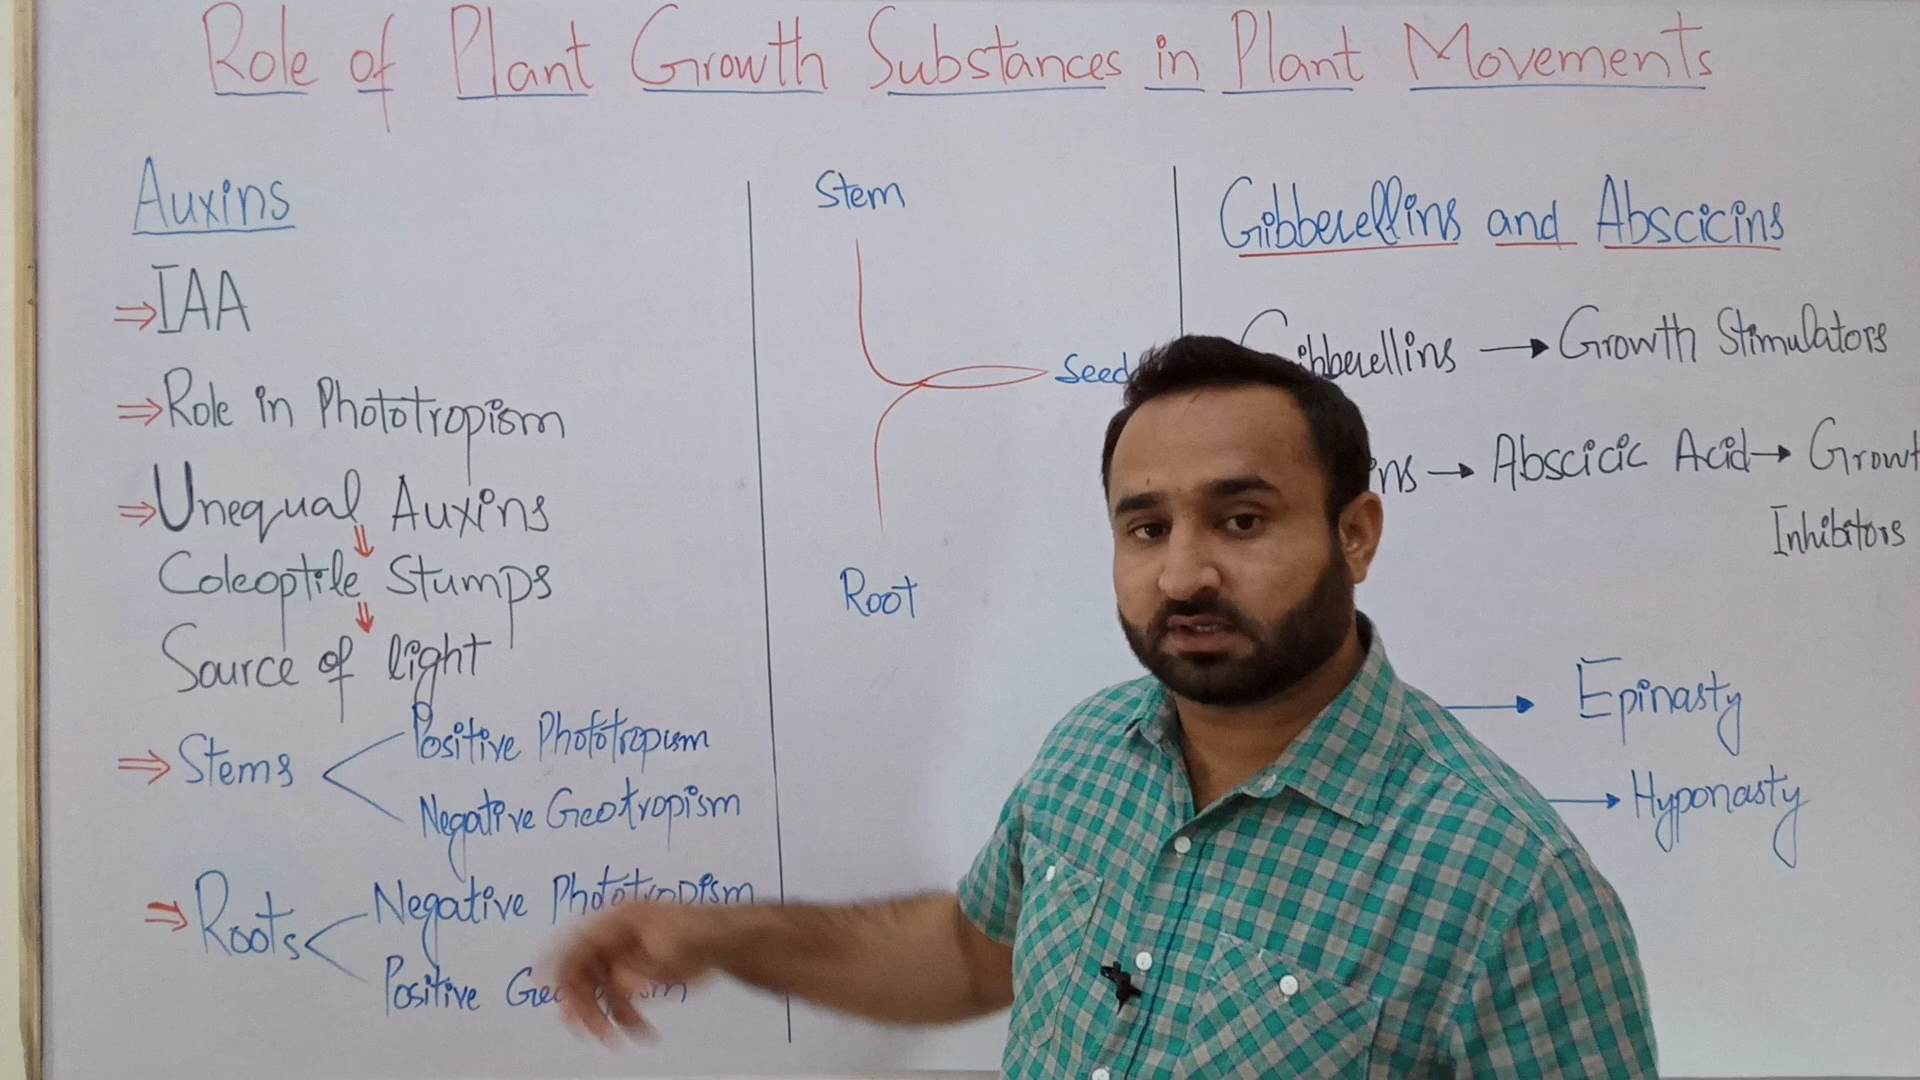 Role of Plant Growth Substances in Plant Movements
Auxins
⇒ IAA
⇒ Role in Phototropism
⇒ Unequal Auxins
⇓
Coleoptile Stumps
⇓
Source of light
⇒ Stems
Positive Phototropism
Negative Geotropism
⇒ Roots
Negative Phototropism
Positive
Stem
Seed
Root
Gibberellins and Abscicins
Gibberellins → Growth Stimulators
→ Abscicic Acid →
Inhibitors
→ Epinasty
→ Hyponasty